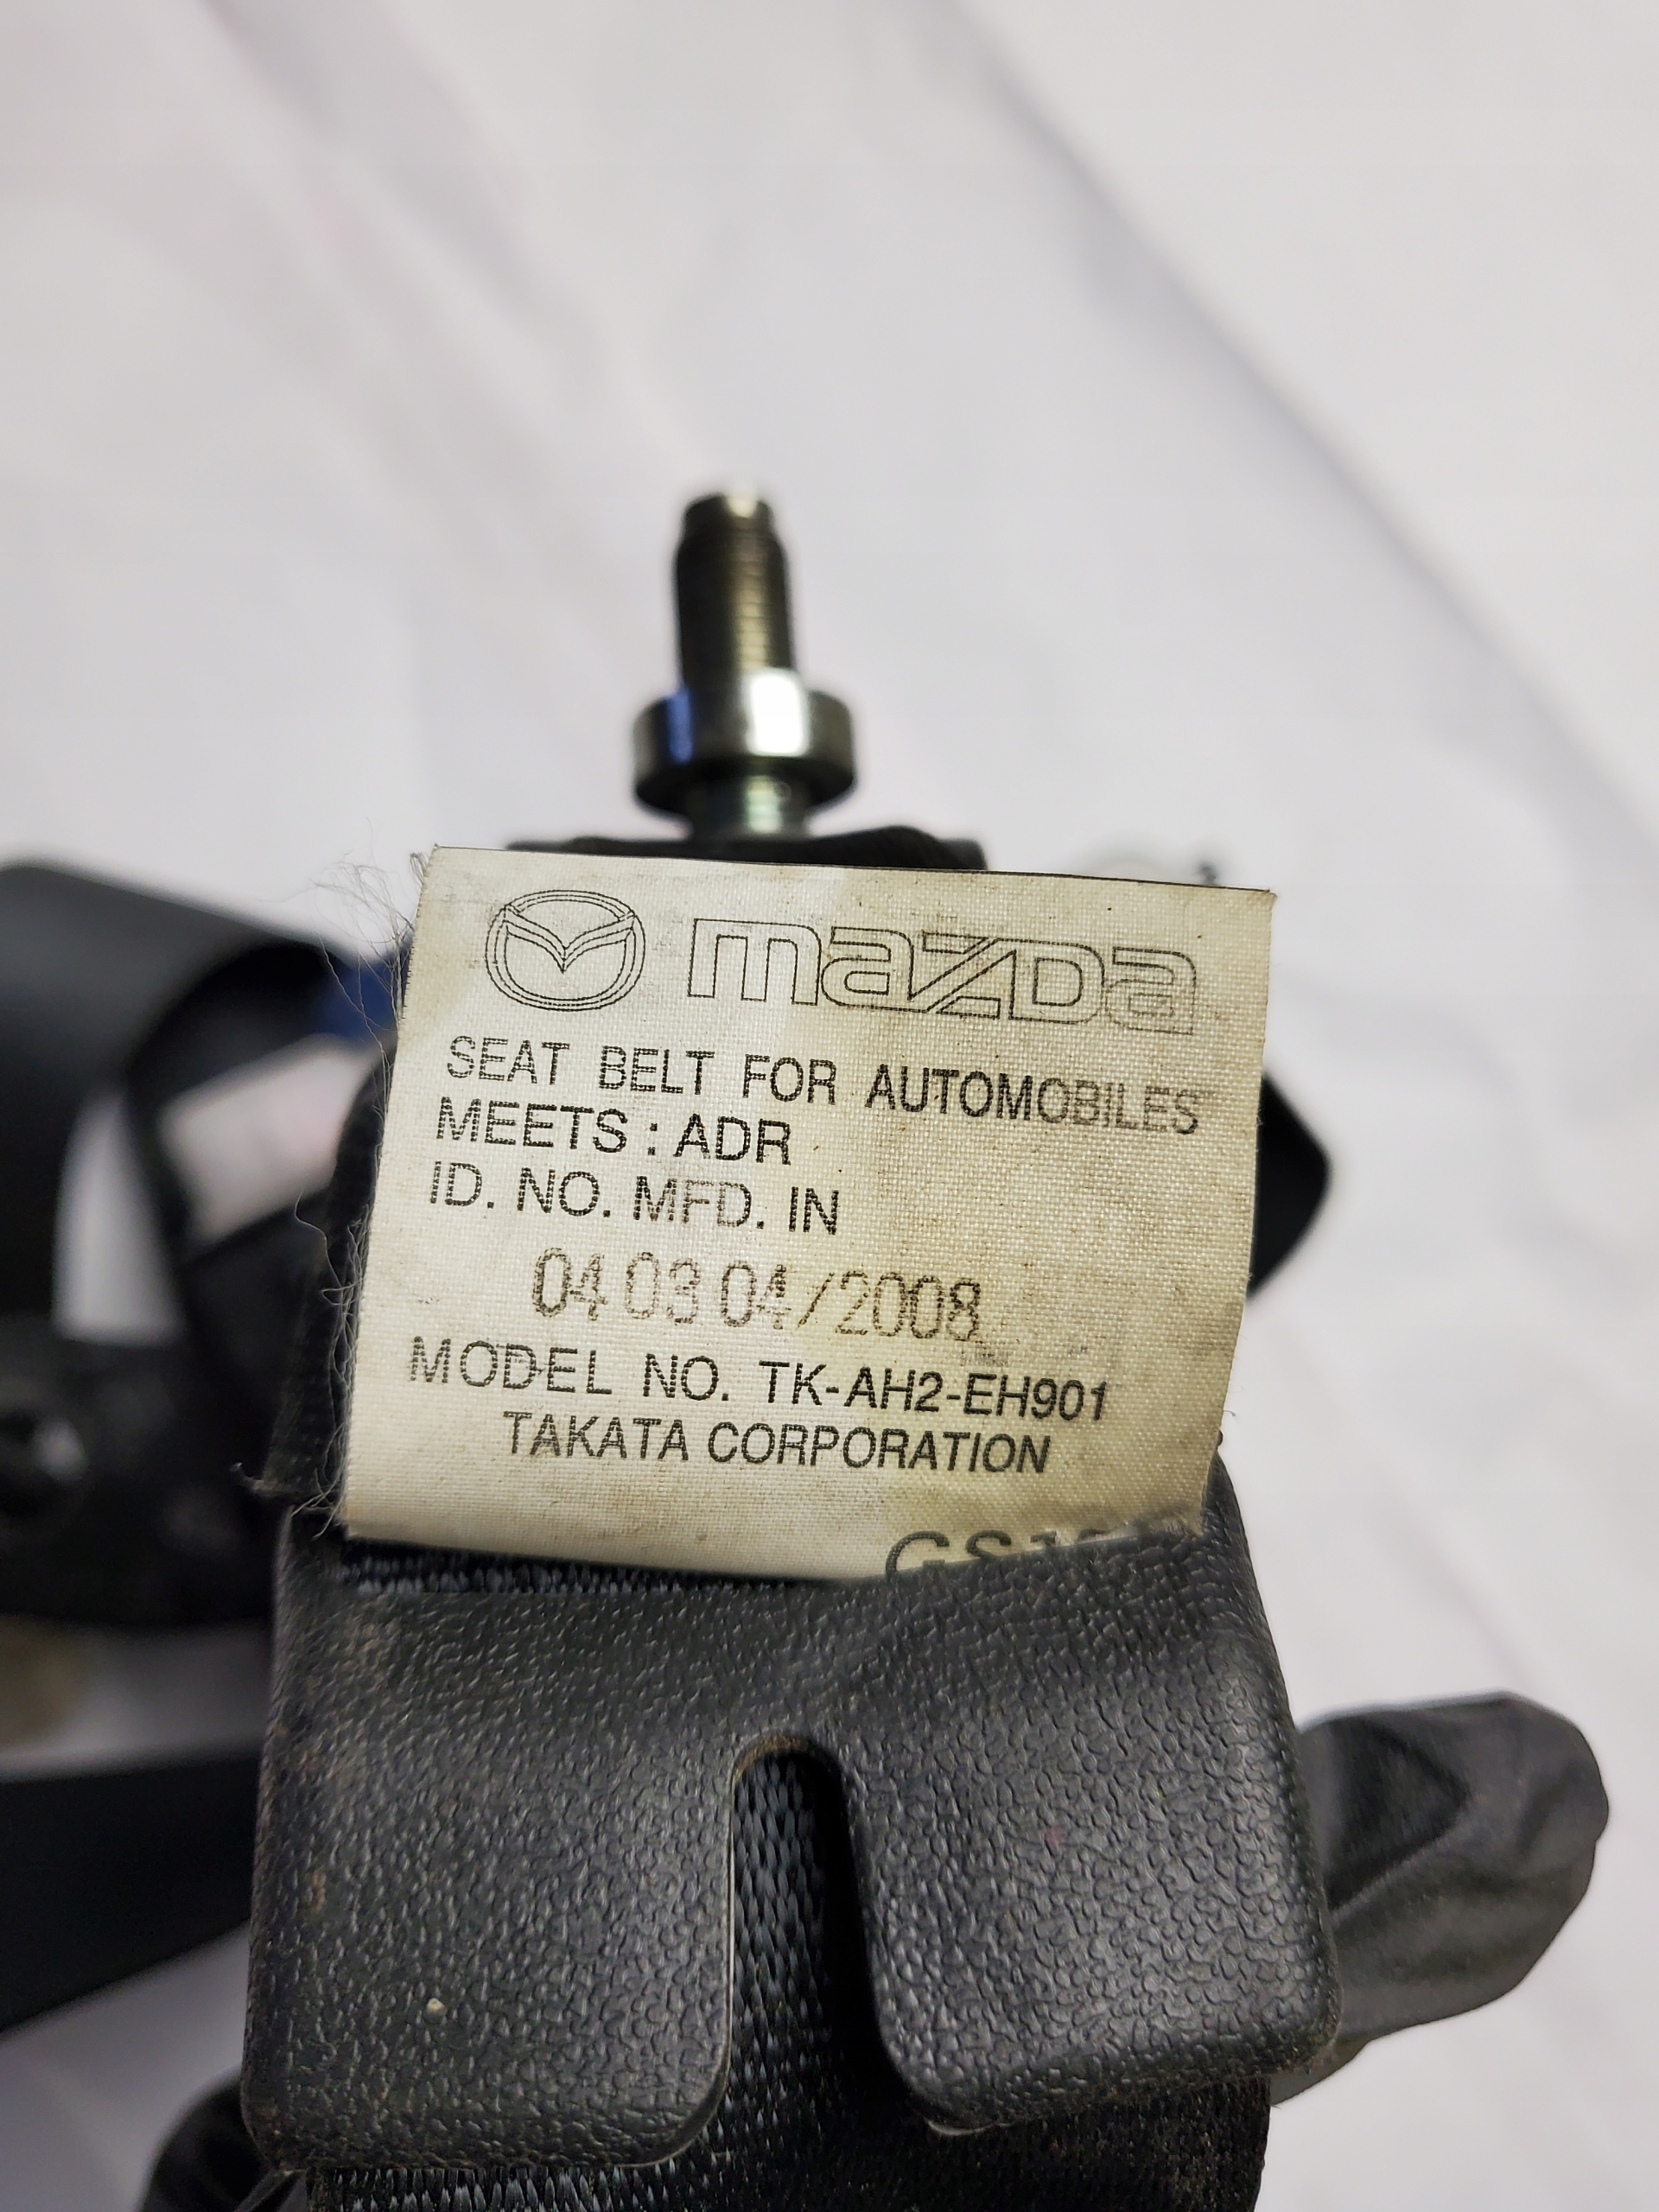 mazda
SEAT BELT FOR AUTOMOBILES
MEETS : ADR
ID. NO. MFD. IN
04 03 04/2008
MODEL NO. TK-AH2-EH901
TAKATA CORPORATION